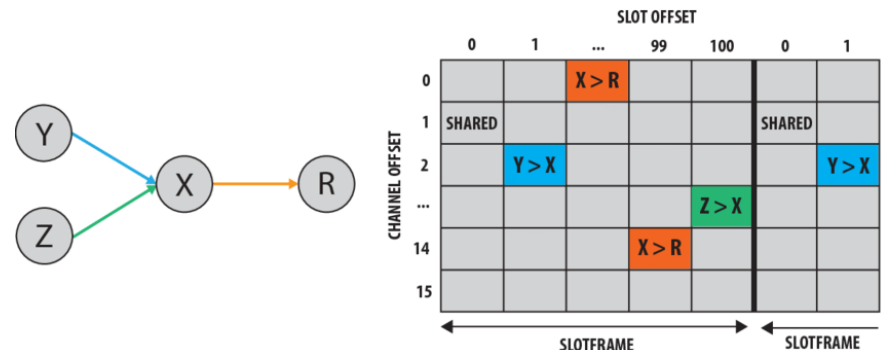 Y
Z
X
R
SLOT OFFSET
0 1 ... 99 100 0 1
CHANNEL OFFSET
0 X > R
1 SHARED SHARED
2 Y > X Y > X
... Z > X
14 X > R
15
SLOTFRAME SLOTFRAME